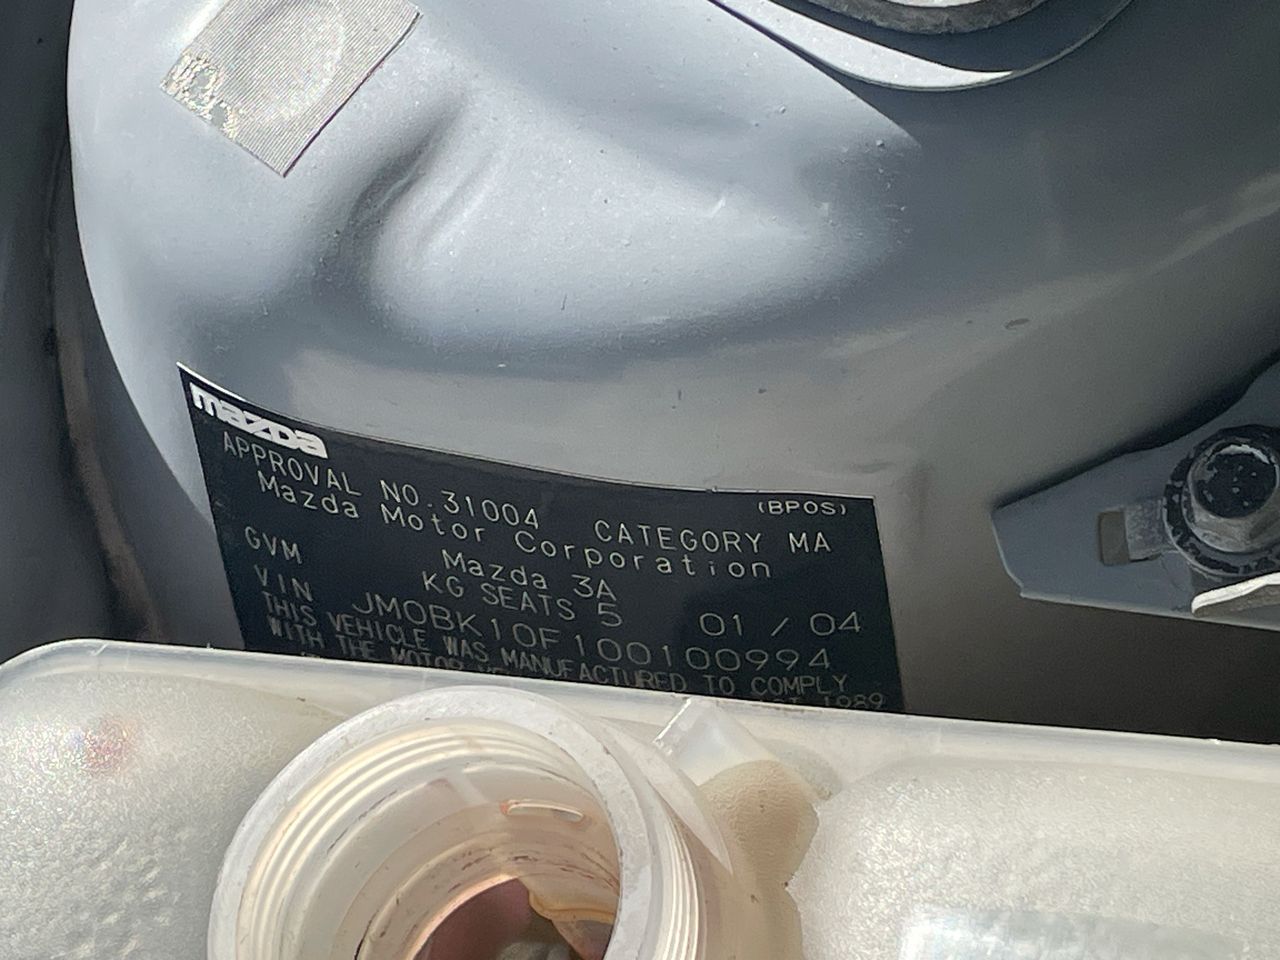 mazda
APPROVAL NO.31004 CATEGORY MA (BPOS)
Mazda Motor Corporation
Mazda 3A
GVM KG SEATS 5 01/04
VIN JM0BK10F100100994
THIS VEHICLE WAS MANUFACTURED TO COMPLY
WITH THE MOTOR 1989